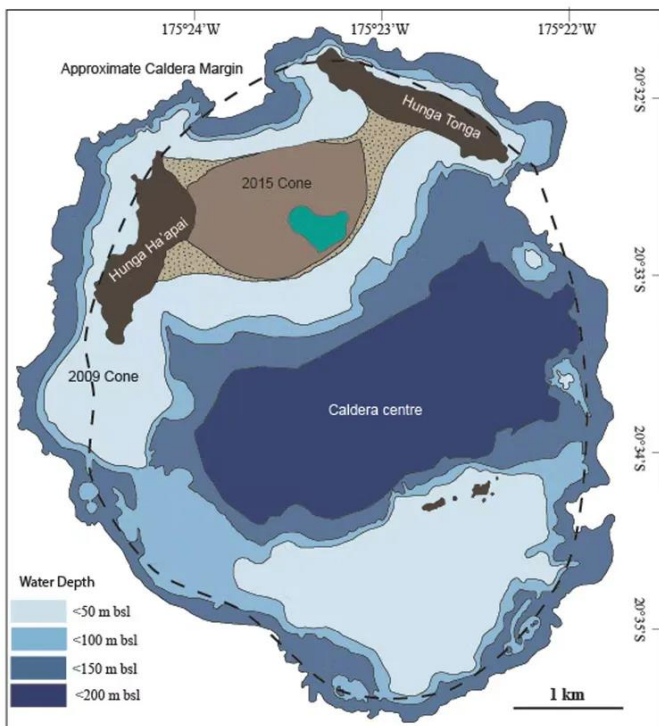 175°24'W
175°23'W
175°22'W
Approximate Caldera Margin
20°32'S
Hunga Tonga
2015 Cone
Hunga Ha'apai
20°33'S
2009 Cone
Caldera centre
20°34'S
Water Depth
<50 m bsl
<100 m bsl
<150 m bsl
<200 m bsl
20°35'S
1 km